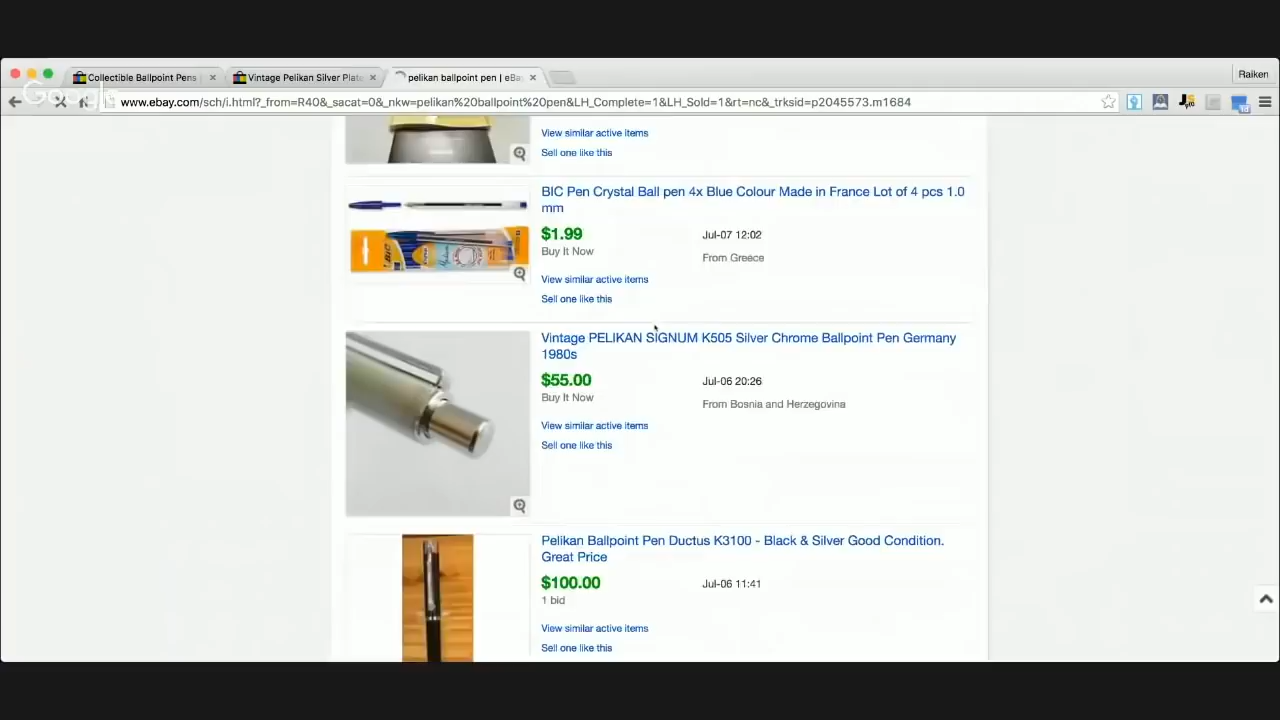 Collectible Ballpoint Pens
Vintage Pelikan Silver Plate
pelikan ballpoint pen | eBa
Raiken
Google
www.ebay.com/sch/i.html?_from=R40&_sacat=0&_nkw=pelikan%20ballpoint%20pen&LH_Complete=1&LH_Sold=1&rt=nc&_trksid=p2045573.m1684
View similar active items
Sell one like this
BIC Pen Crystal Ball pen 4x Blue Colour Made in France Lot of 4 pcs 1.0
mm
$1.99
Jul-07 12:02
Buy It Now
From Greece
View similar active items
Sell one like this
Vintage PELIKAN SIGNUM K505 Silver Chrome Ballpoint Pen Germany
1980s
$55.00
Jul-06 20:26
Buy It Now
From Bosnia and Herzegovina
View similar active items
Sell one like this
Pelikan Ballpoint Pen Ductus K3100 - Black & Silver Good Condition.
Great Price
$100.00
Jul-06 11:41
1 bid
View similar active items
Sell one like this